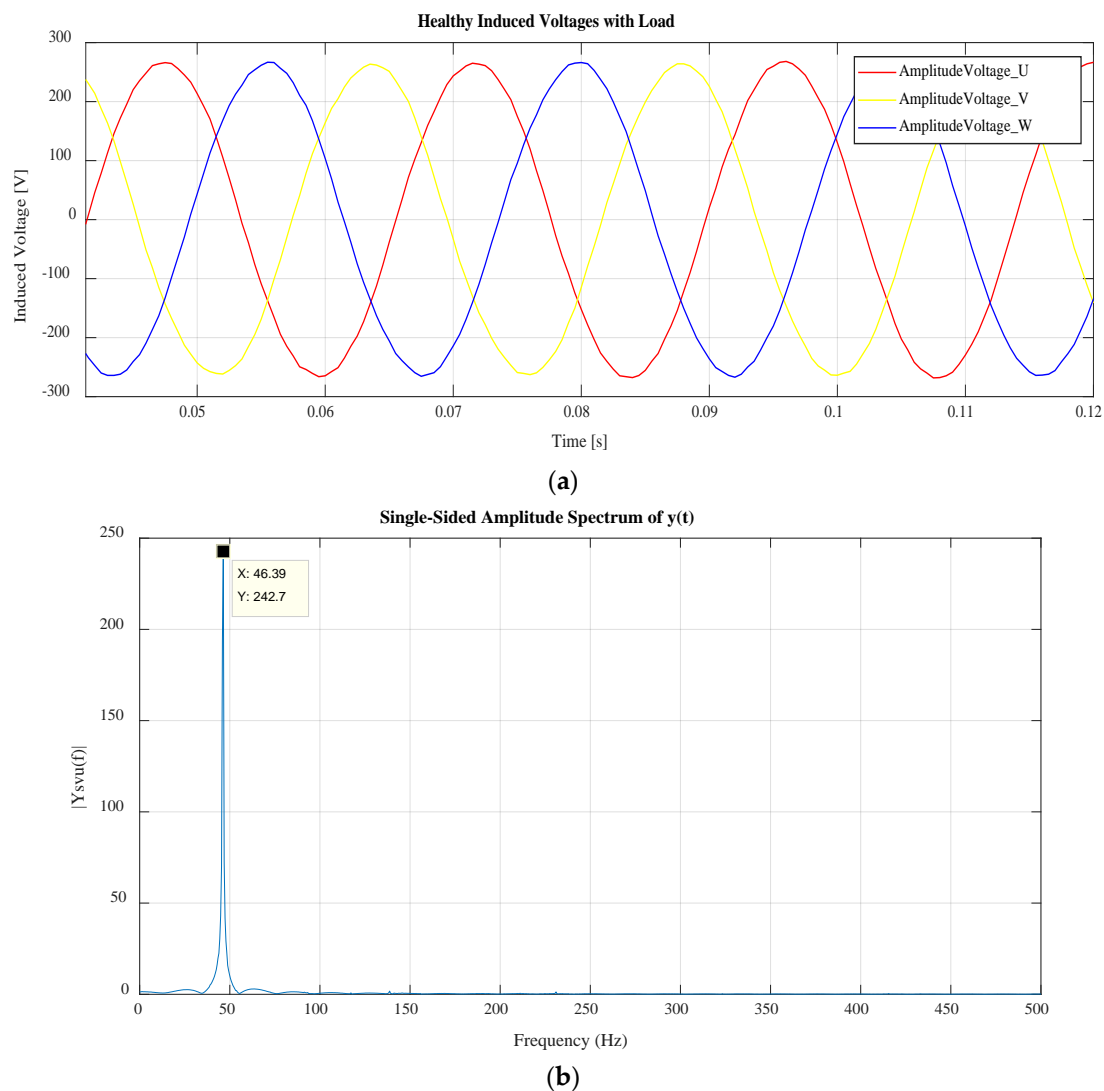 Healthy Induced Voltages with Load
300
200
100
0
-100
-200
-300
Induced Voltage [V]
AmplitudeVoltage_U
AmplitudeVoltage_V
AmplitudeVoltage_W
0.05 0.06 0.07 0.08 0.09 0.1 0.11 0.12
Time [s]
(a)
Single-Sided Amplitude Spectrum of y(t)
250
200
150
100
50
0
|Ysvu(f)|
X: 46.39
Y: 242.7
0 50 100 150 200 250 300 350 400 450 500
Frequency (Hz)
(b)